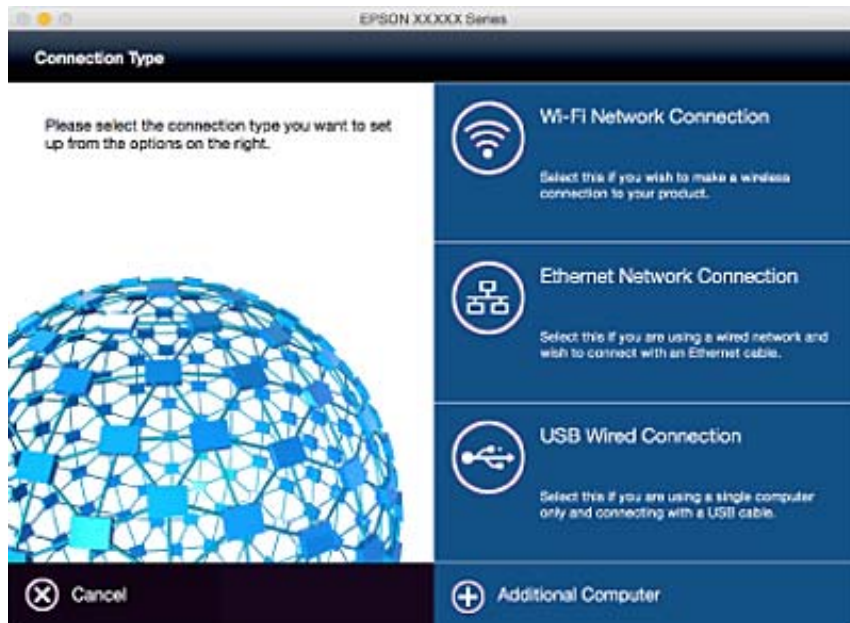 EPSON XXXXX Series
Connection Type
Please select the connection type you want to set
up from the options on the right.
Wi-Fi Network Connection
Select this if you wish to make a wireless
connection to your product.
Ethernet Network Connection
Select this if you are using a wired network and
wish to connect with an Ethernet cable.
USB Wired Connection
Select this if you are using a single computer
only and connecting with a USB cable.
Cancel
Additional Computer